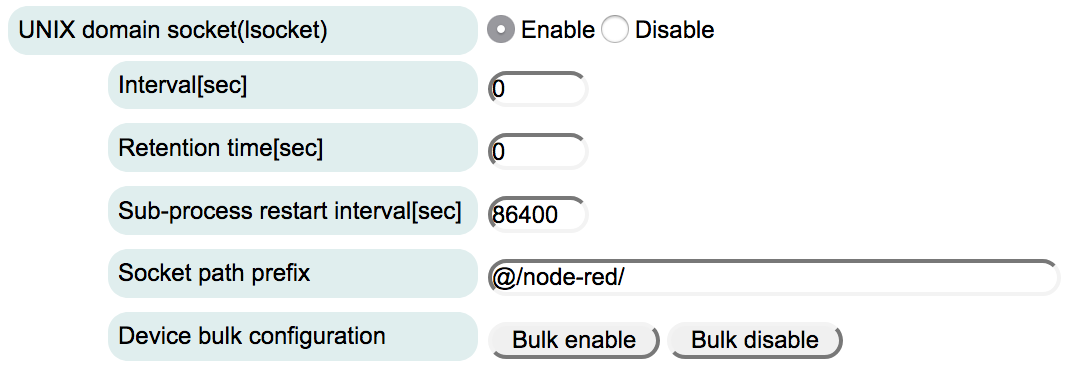 UNIX domain socket(lsocket) Enable Disable
Interval[sec] 0
Retention time[sec] 0
Sub-process restart interval[sec] 86400
Socket path prefix @/node-red/
Device bulk configuration Bulk enable Bulk disable